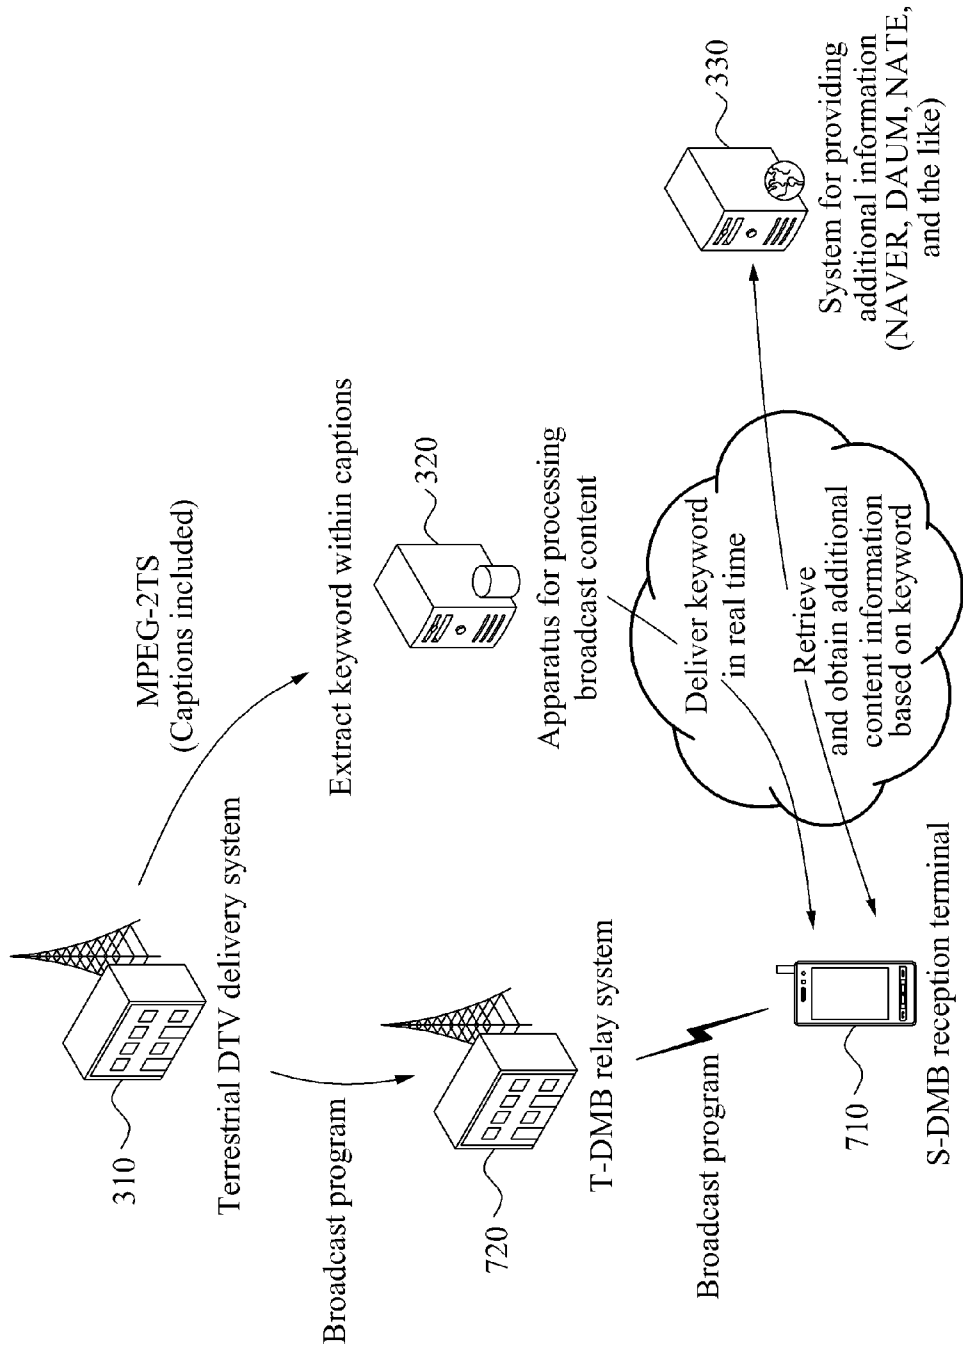 310
Terrestrial DTV delivery system
MPEG-2TS
(Captions included)
Extract keyword within captions
320
Apparatus for processing
broadcast content
Broadcast program
720
T-DMB relay system
Broadcast program
710
S-DMB reception terminal
Deliver keyword
in real time
Retrieve
and obtain additional
content information
based on keyword
330
System for providing
additional information
(NAVER, DAUM, NATE,
and the like)